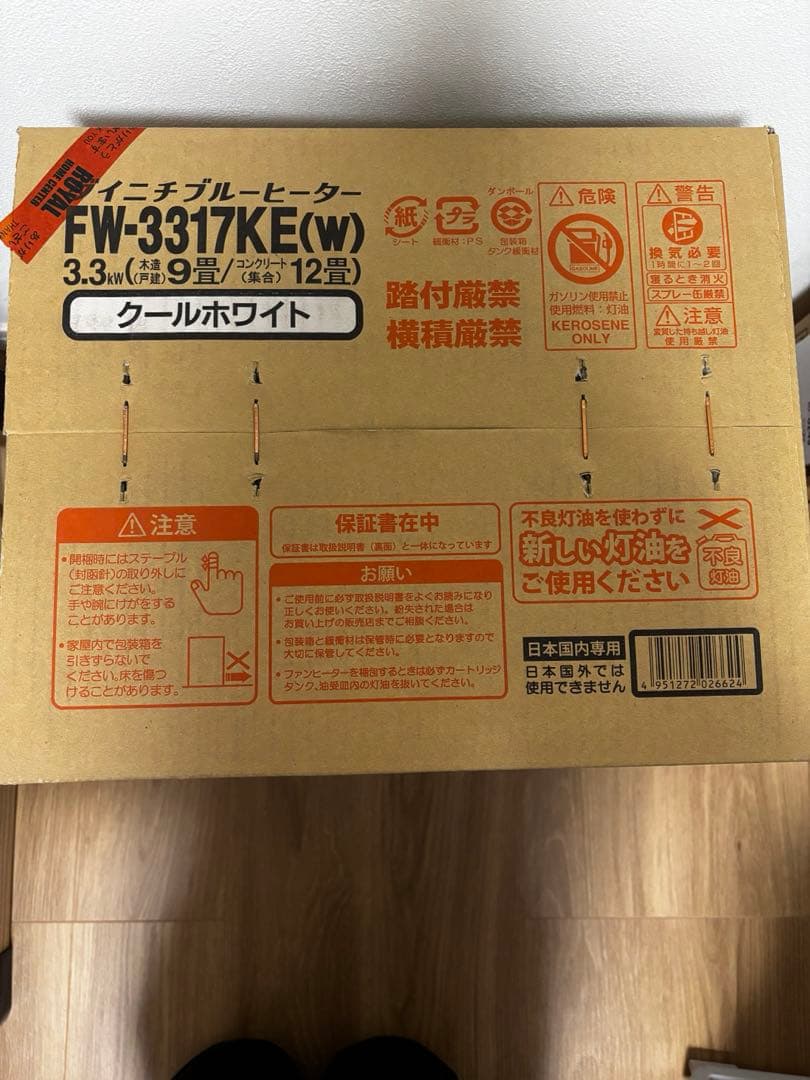 ありがとう
ございます
ROYAL
HOME CENTER
イニチブルーヒーター
FW-3317KE(W)
3.3kW(木造(戸建)9畳/コンクリート(集合)12畳)
クールホワイト
紙
シート
プラ
緩衝材:PS
ダンボール
包装箱
タンク緩衝材
踏付厳禁
横積厳禁
危険
GASOLINE
ガソリン使用禁止
使用燃料:灯油
KEROSENE
ONLY
警告
換気必要
1時間に1~2回
寝るとき消火
スプレー缶厳禁
注意
変質した持ち越し灯油
使用厳禁
注意
・開梱時にはステープル
(封函針)の取り外しに
ご注意ください。
手や腕にけがをする
ことがあります。
・家屋内で包装箱を
引きずらないで
ください。床を傷つ
けることがあります。
保証書在中
保証書は取扱説明書(裏面)と一体になっています
お願い
・ご使用前に必ず取扱説明書をよくお読みになり
正しくお使いください。紛失された場合は
お買い上げの販売店までご相談ください。
・包装箱と緩衝材は保管時に必要となりますので
大切に保管してください。
・ファンヒーターを梱包するときは必ずカートリッジ
タンク、油受皿内の灯油を抜いてください。
不良灯油を使わずに
新しい灯油を
ご使用ください
不良
灯油
日本国内専用
日本国外では
使用できません
4 951272 026624